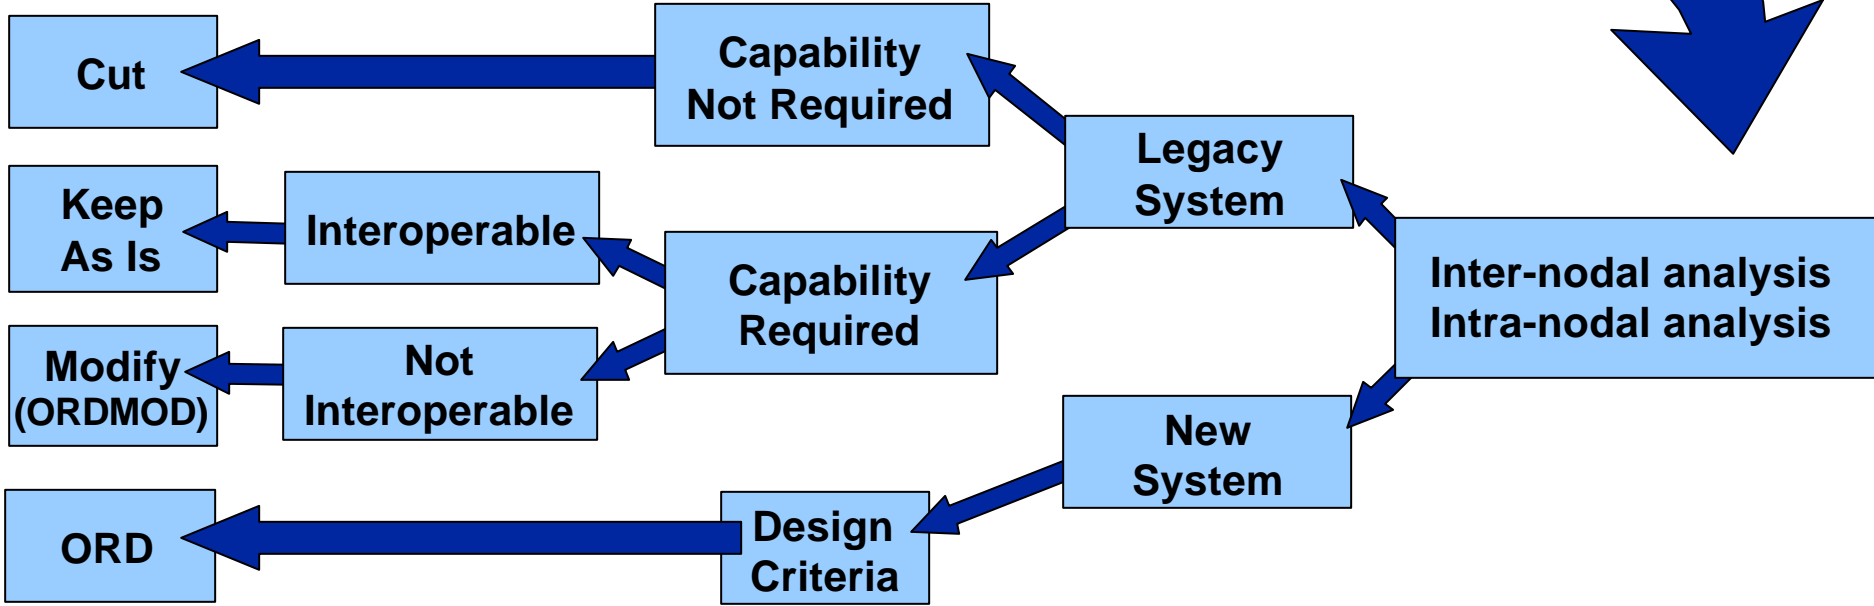 Cut
Capability
Not Required
Legacy
System
Keep
As Is
Interoperable
Capability
Required
Inter-nodal analysis
Intra-nodal analysis
Modify
(ORDMOD)
Not
Interoperable
New
System
ORD
Design
Criteria